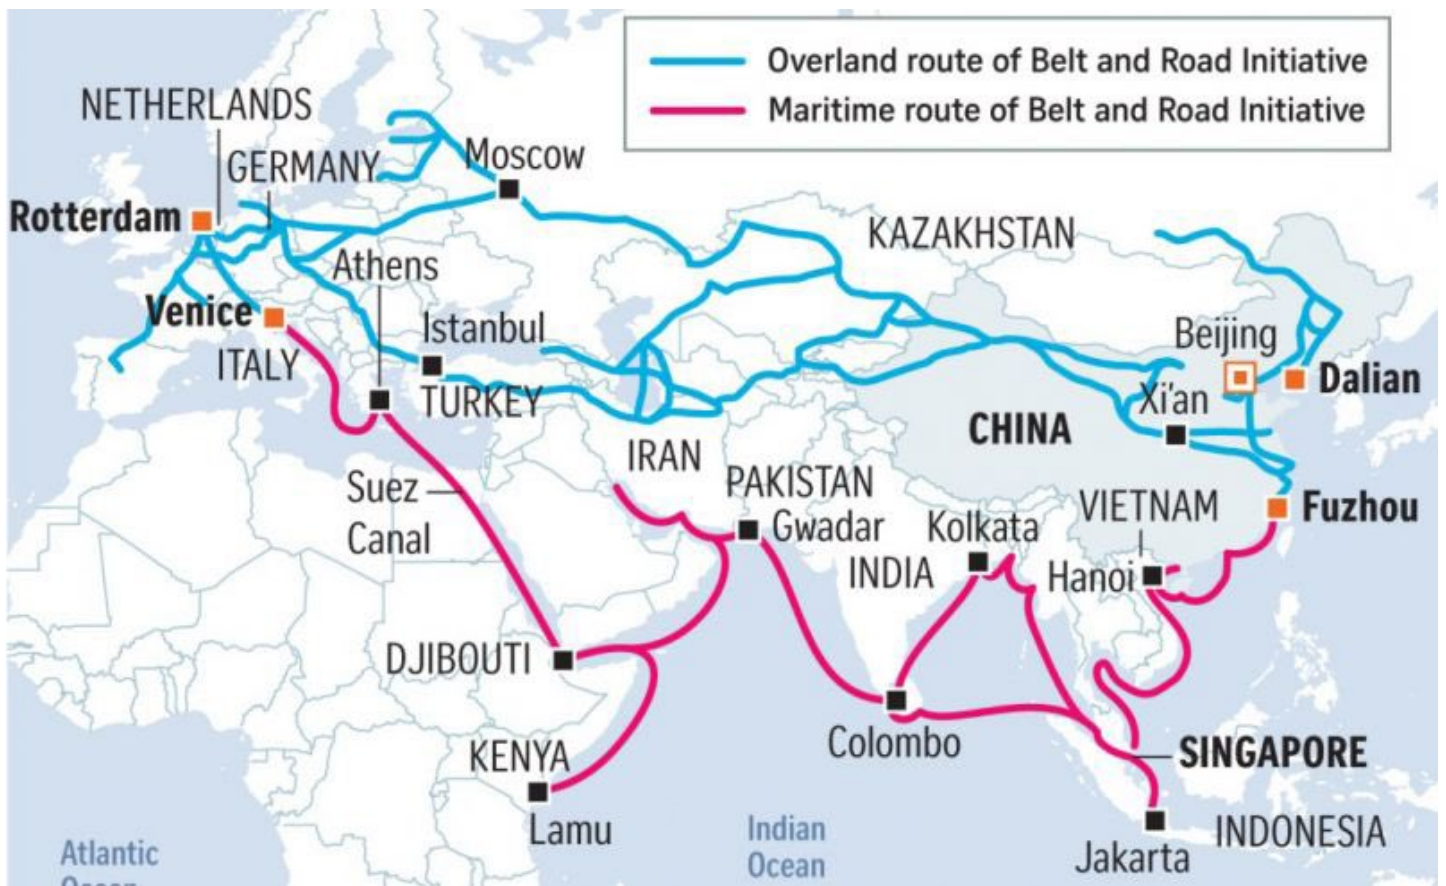 Overland route of Belt and Road Initiative
Maritime route of Belt and Road Initiative
NETHERLANDS
GERMANY
Moscow
Rotterdam
KAZAKHSTAN
Athens
Venice
Istanbul
Beijing
ITALY
TURKEY
Dalian
Xi'an
CHINA
IRAN
Suez
Canal
PAKISTAN
Gwadar
Kolkata
VIETNAM
Fuzhou
INDIA
Hanoi
DJIBOUTI
Colombo
SINGAPORE
KENYA
Lamu
Indian
Ocean
Jakarta
INDONESIA
Atlantic
Ocean